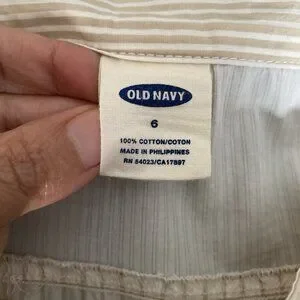 OLD NAVY
6
100% COTTON/COTON
MADE IN PHILIPPINES
RN 54023/CA17897